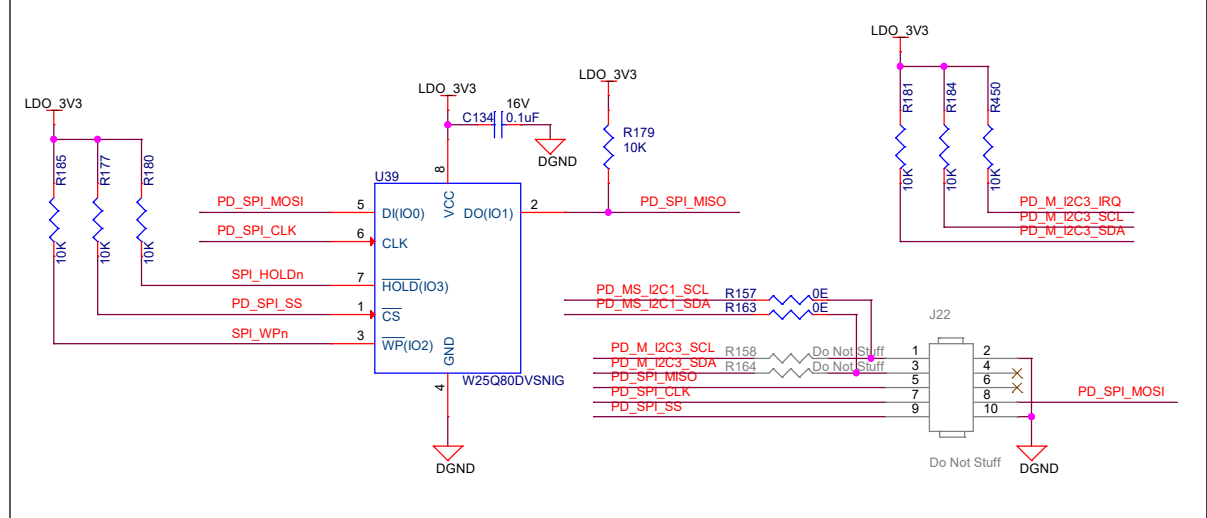 LDO_3V3
R185
R177
R180
10K
10K
10K
LDO_3V3
16V
C134
0.1uF
DGND
LDO_3V3
R179
10K
LDO_3V3
R181
R184
R450
10K
10K
10K
PD_M_I2C3_IRQ
PD_M_I2C3_SCL
PD_M_I2C3_SDA
U39
8
VCC
PD_SPI_MOSI
5
DI(IO0)
DO(IO1)
2
PD_SPI_MISO
PD_SPI_CLK
6
CLK
SPI_HOLDn
7
HOLD(IO3)
PD_SPI_SS
1
CS
SPI_WPn
3
WP(IO2)
GND
4
W25Q80DVSNIG
DGND
PD_MS_I2C1_SCL
R157
0E
PD_MS_I2C1_SDA
R163
0E
J22
PD_M_I2C3_SCL
R158
Do Not Stuff
1
2
PD_M_I2C3_SDA
R164
Do Not Stuff
3
4
PD_SPI_MISO
5
6
PD_SPI_CLK
7
8
PD_SPI_MOSI
PD_SPI_SS
9
10
Do Not Stuff
DGND